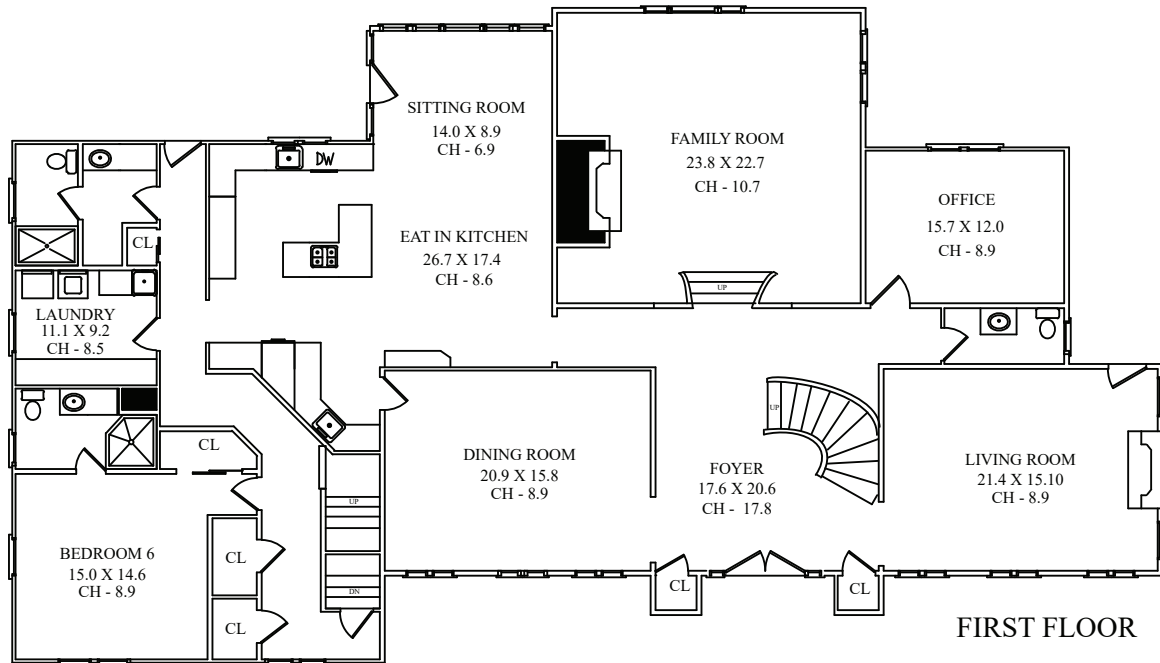 SITTING ROOM
14.0 X 8.9
CH - 6.9
FAMILY ROOM
23.8 X 22.7
CH - 10.7
DW
OFFICE
15.7 X 12.0
CH - 8.9
CL
EAT IN KITCHEN
26.7 X 17.4
CH - 8.6
UP
LAUNDRY
11.1 X 9.2
CH - 8.5
UP
CL
DINING ROOM
20.9 X 15.8
CH - 8.9
FOYER
17.6 X 20.6
CH - 17.8
LIVING ROOM
21.4 X 15.10
CH - 8.9
UP
BEDROOM 6
15.0 X 14.6
CH - 8.9
CL
DN
CL
CL
CL
FIRST FLOOR